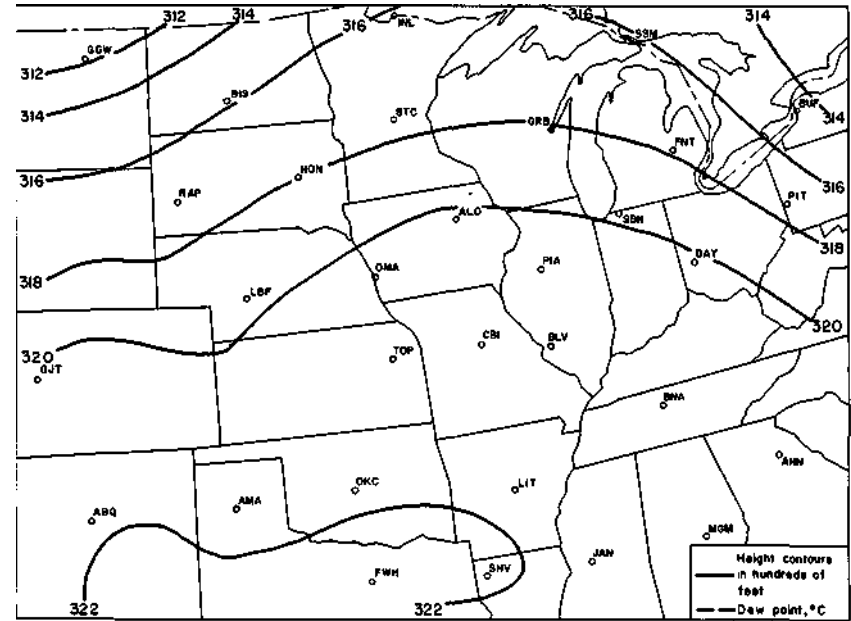 312
314
316
INL
316
SSM
314
GGW
312
BIS
BUF
314
314
STC
GRB
FNT
316
HON
316
RAP
PIT
ALO
SBN
318
318
OMA
PIA
DAY
LBF
320
320
CBI
BLV
TOP
GJT
BNA
AHN
OKC
LIT
AMA
ABQ
MGM
JAN
FWH
SHV
322
322
Height contours
in hundreds of
feet
Dew point, °C